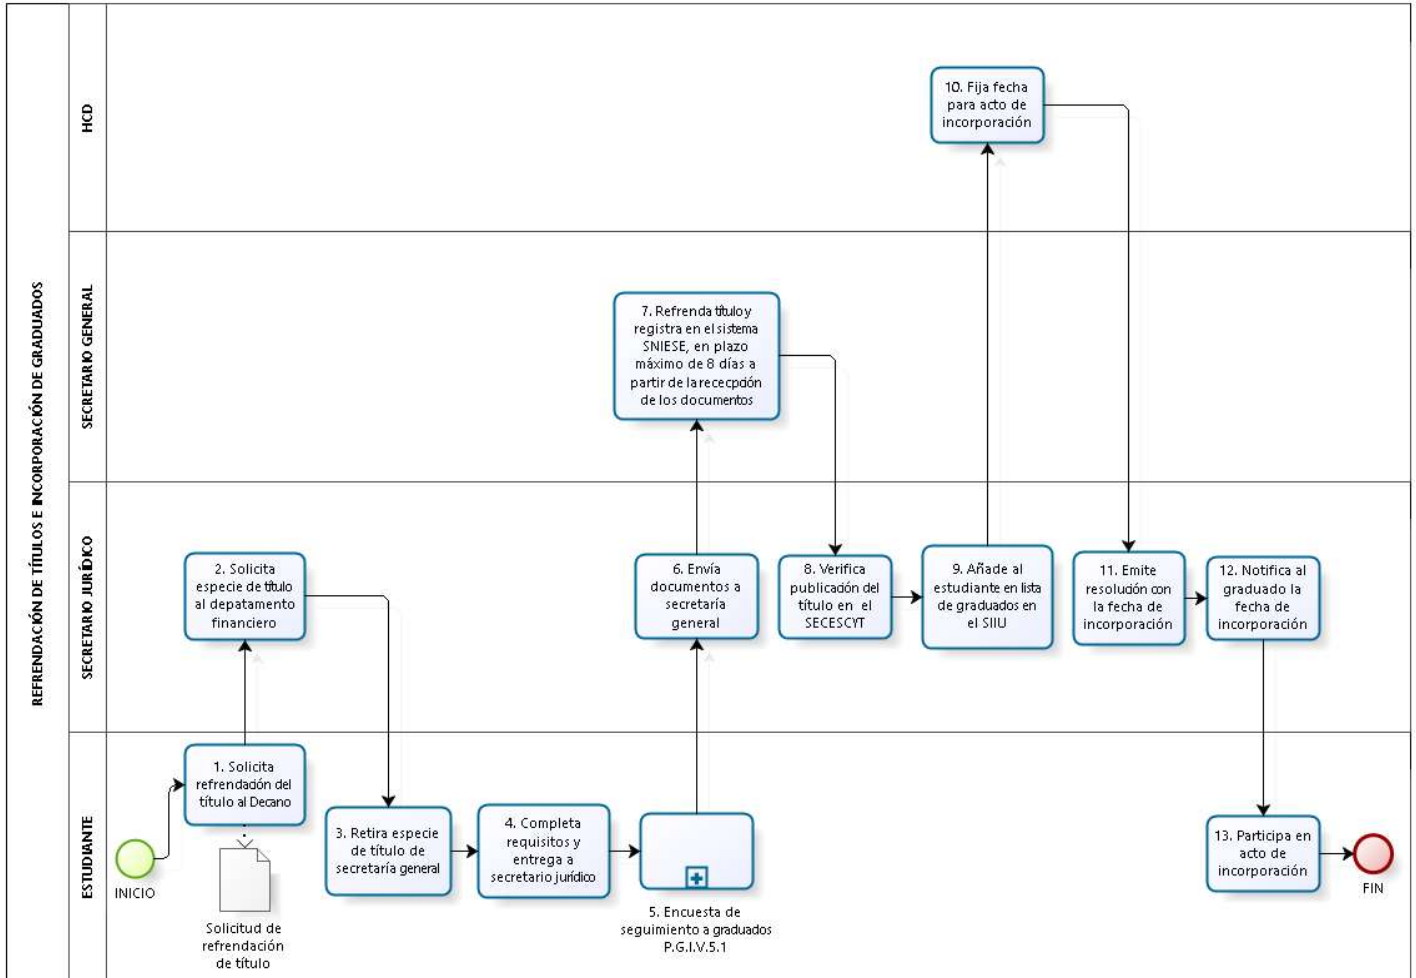 REFRENDACIÓN DE TÍTULOS E INCORPORACIÓN DE GRADUADOS
HCD
10. Fija fecha
para acto de
incorporación
SECRETARIO GENERAL
7. Refrenda título y
registra en el sistema
SNIESE, en plazo
máximo de 8 días a
partir de la rececpción
de los documentos
SECRETARIO JURÍDICO
2. Solicita
especie de título
al depatamento
financiero
6. Envía
documentos a
secretaría
general
8. Verifica
publicación del
título en el
SECESCYT
9. Añade al
estudiante en lista
de graduados en
el SIIU
11. Emite
resolución con
la fecha de
incorporación
12. Notifica al
graduado la
fecha de
incorporación
ESTUDIANTE
INICIO
1. Solicita
refrendación del
título al Decano
Solicitud de
refrendación
de título
3. Retira especie
de título de
secretaría general
4. Completa
requisitos y
entrega a
secretario jurídico
5. Encuesta de
seguimiento a graduados
P.G.I.V.5.1
13. Participa en
acto de
incorporación
FIN